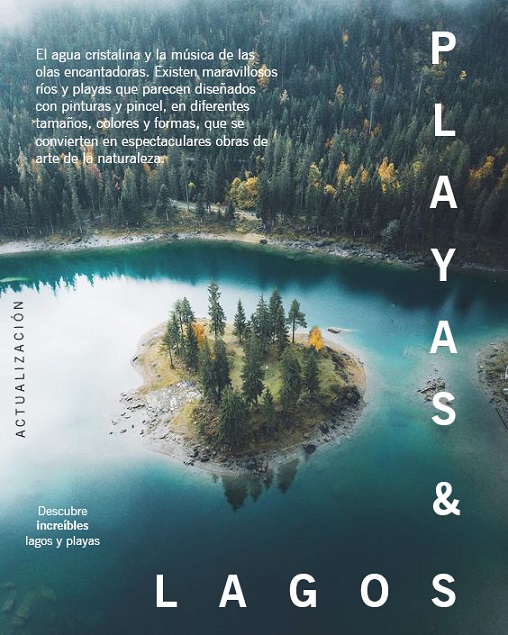 El agua cristalina y la música de las
olas encantadoras. Existen maravillosos
ríos y playas que parecen diseñados
con pinturas y pincel, en diferentes
tamaños, colores y formas, que se
convierten en espectaculares obras de
arte de la naturaleza.
PLAYAS &
LAGOS
ACTUALIZACIÓN
Descubre
increíbles
lagos y playas